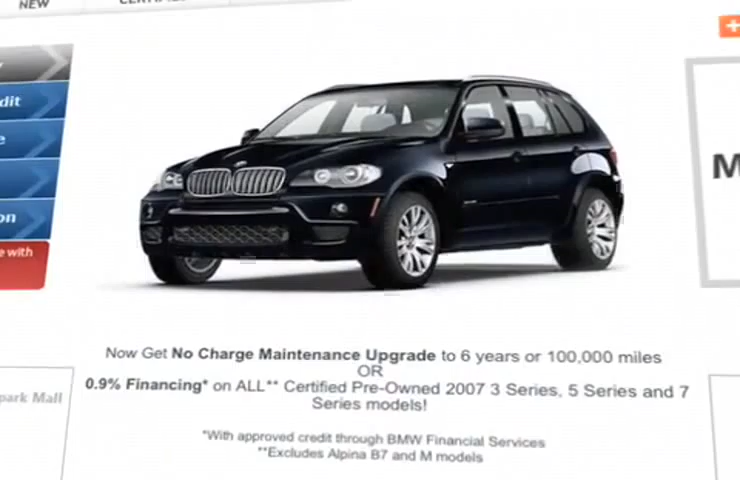 NEW
dit
e
on
e with
M
Now Get No Charge Maintenance Upgrade to 6 years or 100,000 miles
OR
0.9% Financing* on ALL** Certified Pre-Owned 2007 3 Series, 5 Series and 7
Series models!
park Mall
*With approved credit through BMW Financial Services
**Excludes Alpina B7 and M models